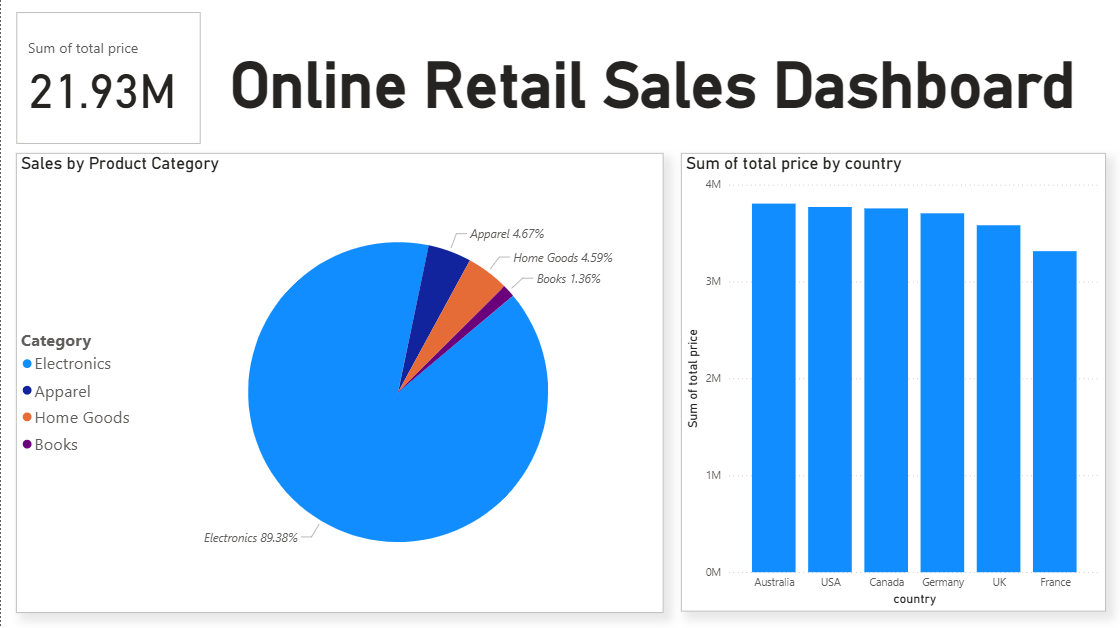 Sum of total price
21.93M
Online Retail Sales Dashboard
Sales by Product Category
Apparel 4.67%
Home Goods 4.59%
Books 1.36%
Category
Electronics
Apparel
Home Goods
Books
Electronics 89.38%
Sum of total price by country
4M
3M
2M
1M
0M
Sum of total price
Australia USA Canada Germany UK France
country